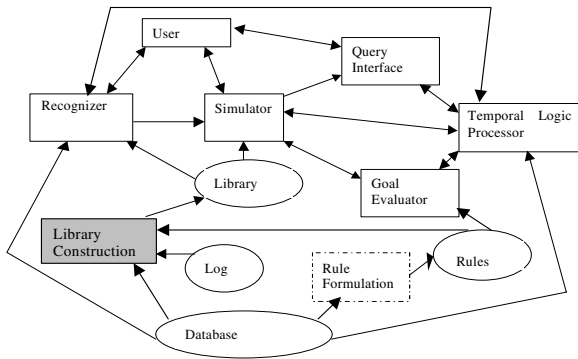 User
Query
Interface
Recognizer
Simulator
Temporal Logic
Processor
Library
Goal
Evaluator
Library
Construction
Log
Rule
Formulation
Rules
Database